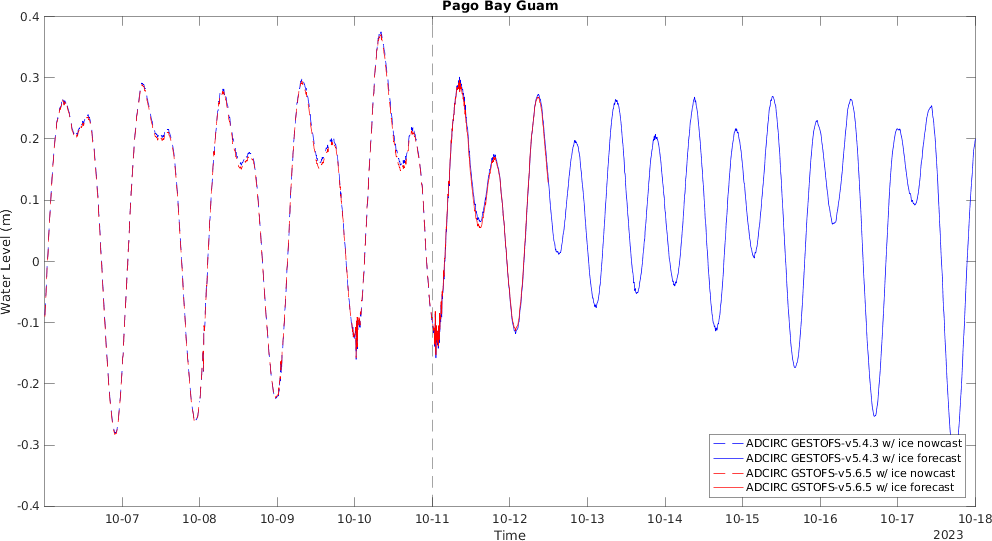 Pago Bay Guam
0.4
0.3
0.2
0.1
0
-0.1
-0.2
-0.3
-0.4
Water Level (m)
10-07 10-08 10-09 10-10 10-11 10-12 10-13 10-14 10-15 10-16 10-17 10-18
Time
2023
ADCIRC GESTOFS-v5.4.3 w/ ice nowcast
ADCIRC GESTOFS-v5.4.3 w/ ice forecast
ADCIRC GSTOFS-v5.6.5 w/ ice nowcast
ADCIRC GSTOFS-v5.6.5 w/ ice forecast